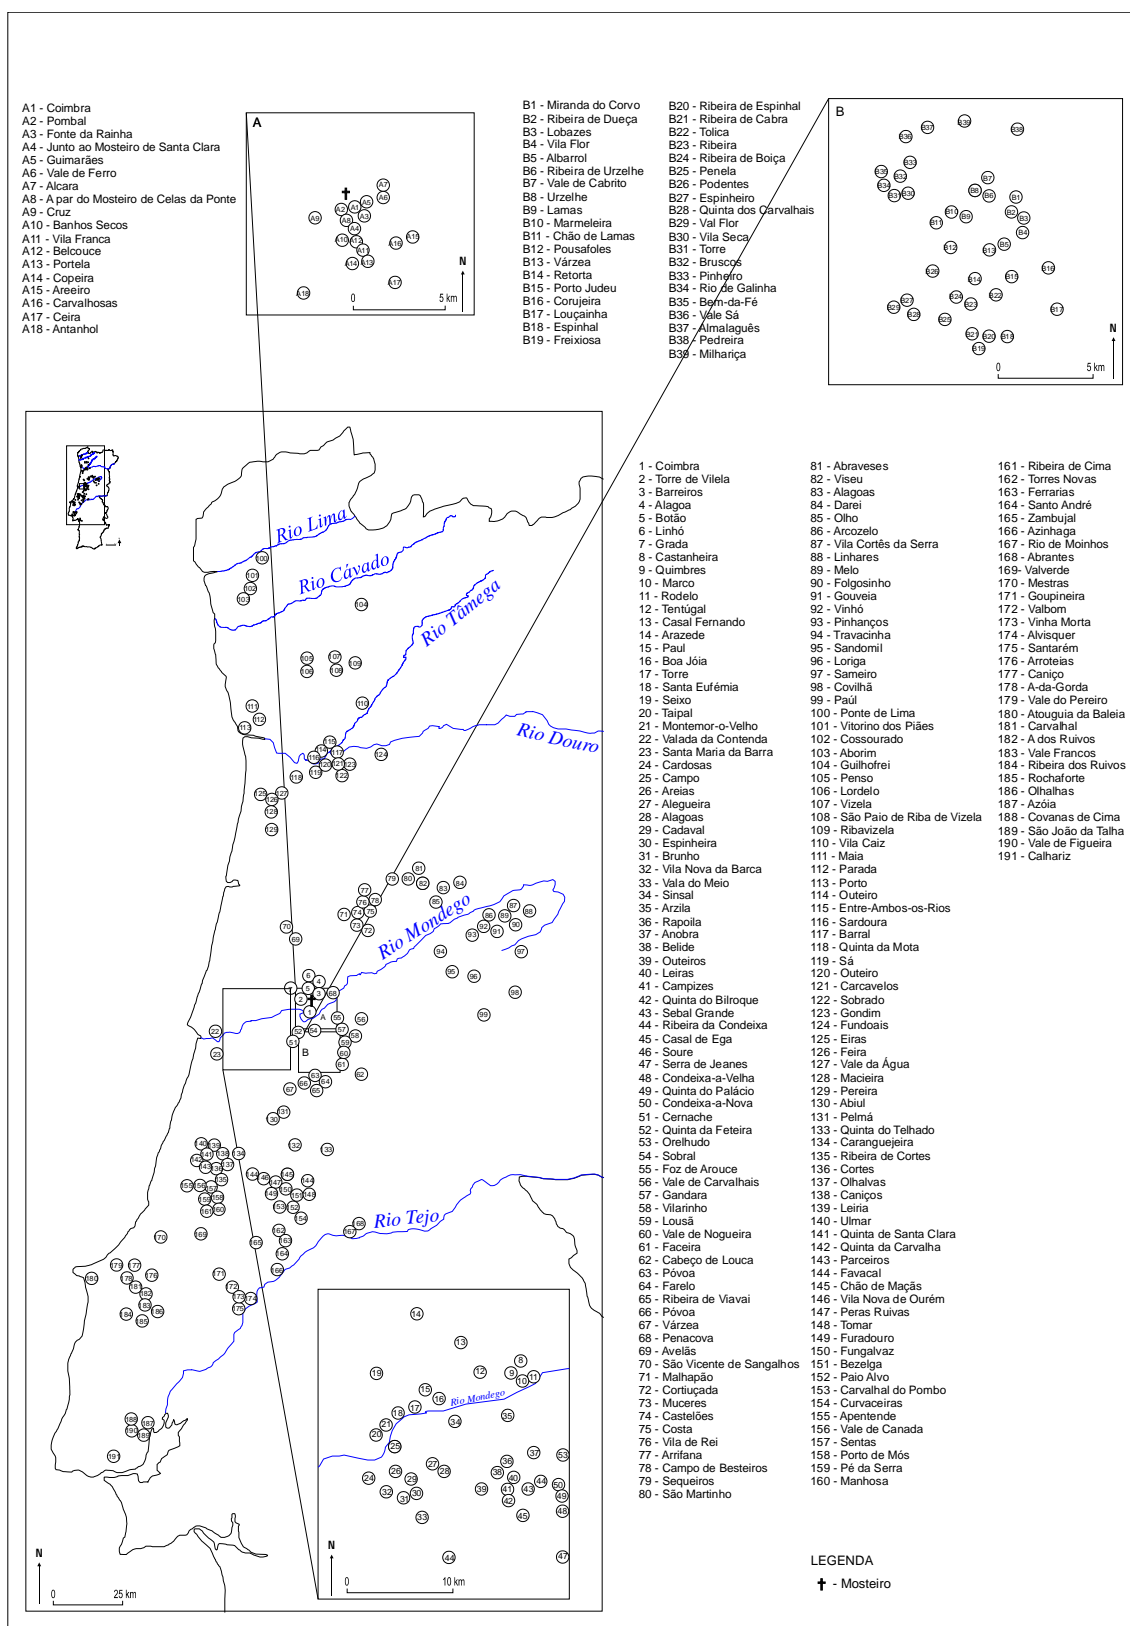 A1 - Coimbra
A2 - Pombal
A3 - Fonte da Rainha
A4 - Junto ao Mosteiro de Santa Clara
A5 - Guimarães
A6 - Vale de Ferro
A7 - Alcara
A8 - A par do Mosteiro de Celas da Ponte
A9 - Cruz
A10 - Banhos Secos
A11 - Vila Franca
A12 - Belcouce
A13 - Portela
A14 - Copeira
A15 - Areeiro
A16 - Carvalhosas
A17 - Ceira
A18 - Antanhol
A
N
0 5 km
B1 - Miranda do Corvo
B2 - Ribeira de Dueça
B3 - Lobazes
B4 - Vila Flor
B5 - Albarrol
B6 - Ribeira de Urzelhe
B7 - Vale de Cabrito
B8 - Urzelhe
B9 - Lamas
B10 - Marmeleira
B11 - Chão de Lamas
B12 - Pousafoles
B13 - Várzea
B14 - Retorta
B15 - Porto Judeu
B16 - Corujeira
B17 - Louçainha
B18 - Espinhal
B19 - Freixiosa
B20 - Ribeira de Espinhal
B21 - Ribeira de Cabra
B22 - Tolica
B23 - Ribeira
B24 - Ribeira de Boiça
B25 - Penela
B26 - Podentes
B27 - Espinheiro
B28 - Quinta dos Carvalhais
B29 - Val Flor
B30 - Vila Seca
B31 - Torre
B32 - Bruscos
B33 - Pinheiro
B34 - Rio de Galinha
B35 - Bem-da-Fé
B36 - Vale Sá
B37 - Almalaguês
B38 - Pedreira
B39 - Milhariça
B
N
0 5 km
Rio Lima
Rio Cávado
Rio Tâmega
Rio Douro
Rio Mondego
Rio Tejo
A
B
N
0 25 km
Rio Mondego
N
0 10 km
1 - Coimbra
2 - Torre de Vilela
3 - Barreiros
4 - Alagoa
5 - Botão
6 - Linhó
7 - Grada
8 - Castanheira
9 - Quimbres
10 - Marco
11 - Rodelo
12 - Tentúgal
13 - Casal Fernando
14 - Arazede
15 - Paul
16 - Boa Jóia
17 - Torre
18 - Santa Eufémia
19 - Seixo
20 - Taipal
21 - Montemor-o-Velho
22 - Valada da Contenda
23 - Santa Maria da Barra
24 - Cardosas
25 - Campo
26 - Areias
27 - Alegueira
28 - Alagoas
29 - Cadaval
30 - Espinheira
31 - Brunho
32 - Vila Nova da Barca
33 - Vala do Meio
34 - Sinsal
35 - Arzila
36 - Rapoila
37 - Anobra
38 - Belide
39 - Outeiros
40 - Leiras
41 - Campizes
42 - Quinta do Bilroque
43 - Sebal Grande
44 - Ribeira da Condeixa
45 - Casal de Ega
46 - Soure
47 - Serra de Jeanes
48 - Condeixa-a-Velha
49 - Quinta do Palácio
50 - Condeixa-a-Nova
51 - Cernache
52 - Quinta da Feteira
53 - Orelhudo
54 - Sobral
55 - Foz de Arouce
56 - Vale de Carvalhais
57 - Gandara
58 - Vilarinho
59 - Lousã
60 - Vale de Nogueira
61 - Faceira
62 - Cabeço de Louca
63 - Póvoa
64 - Farelo
65 - Ribeira de Viavai
66 - Póvoa
67 - Várzea
68 - Penacova
69 - Avelãs
70 - São Vicente de Sangalhos
71 - Malhapão
72 - Cortiuçada
73 - Muceres
74 - Castelões
75 - Costa
76 - Vila de Rei
77 - Arrifana
78 - Campo de Besteiros
79 - Sequeiros
80 - São Martinho
81 - Abraveses
82 - Viseu
83 - Alagoas
84 - Darei
85 - Olho
86 - Arcozelo
87 - Vila Cortês da Serra
88 - Linhares
89 - Melo
90 - Folgosinho
91 - Gouveia
92 - Vinhó
93 - Pinhanços
94 - Travacinha
95 - Sandomil
96 - Loriga
97 - Sameiro
98 - Covilhã
99 - Paúl
100 - Ponte de Lima
101 - Vitorino dos Piães
102 - Cossourado
103 - Aborim
104 - Guilhofrei
105 - Penso
106 - Lordelo
107 - Vizela
108 - São Paio de Riba de Vizela
109 - Ribavizela
110 - Vila Caiz
111 - Maia
112 - Parada
113 - Porto
114 - Outeiro
115 - Entre-Ambos-os-Rios
116 - Sardoura
117 - Barral
118 - Quinta da Mota
119 - Sá
120 - Outeiro
121 - Carcavelos
122 - Sobrado
123 - Gondim
124 - Fundoais
125 - Eiras
126 - Feira
127 - Vale da Água
128 - Macieira
129 - Pereira
130 - Abiul
131 - Pelmá
133 - Quinta do Telhado
134 - Caranguejeira
135 - Ribeira de Cortes
136 - Cortes
137 - Olhalvas
138 - Caniços
139 - Leiria
140 - Ulmar
141 - Quinta de Santa Clara
142 - Quinta da Carvalha
143 - Parceiros
144 - Favacal
145 - Chão de Maçãs
146 - Vila Nova de Ourém
147 - Peras Ruivas
148 - Tomar
149 - Furadouro
150 - Fungalvaz
151 - Bezelga
152 - Paio Alvo
153 - Carvalhal do Pombo
154 - Curvaceiras
155 - Apentende
156 - Vale de Canada
157 - Sentas
158 - Porto de Mós
159 - Pé da Serra
160 - Manhosa
161 - Ribeira de Cima
162 - Torres Novas
163 - Ferrarias
164 - Santo André
165 - Zambujal
166 - Azinhaga
167 - Rio de Moinhos
168 - Abrantes
169- Valverde
170 - Mestras
171 - Goupineira
172 - Valbom
173 - Vinha Morta
174 - Alvisquer
175 - Santarém
176 - Arroteias
177 - Caniço
178 - A-da-Gorda
179 - Vale do Pereiro
180 - Atouguia da Baleia
181 - Carvalhal
182 - A dos Ruivos
183 - Vale Francos
184 - Ribeira dos Ruivos
185 - Rochaforte
186 - Olhalhas
187 - Azóia
188 - Covanas de Cima
189 - São João da Talha
190 - Vale de Figueira
191 - Calhariz
LEGENDA
- Mosteiro